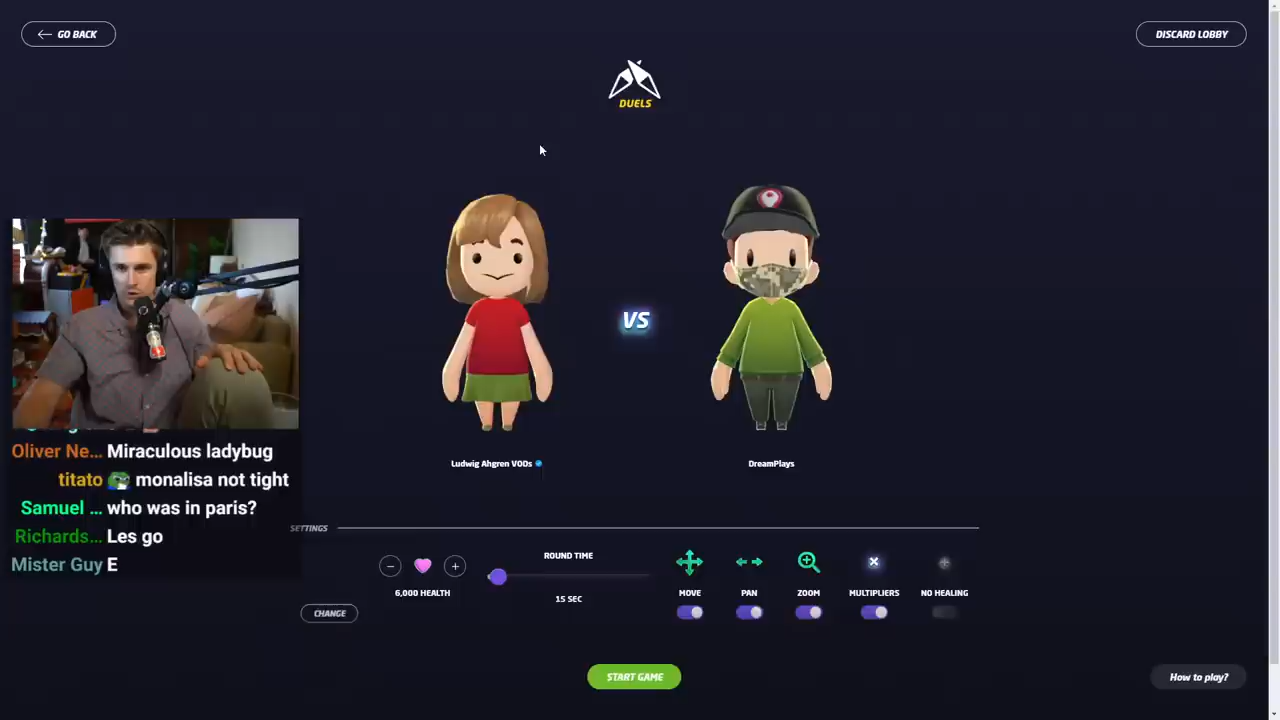 GO BACK
DISCARD LOBBY
DUELS
VS
Ludwig Ahgren VODs
DreamPlays
Oliver Ne... Miraculous ladybug
titato monalisa not tight
Samuel ... who was in paris?
Richards... Les go
Mister Guy E
SETTINGS
ROUND TIME
6,000 HEALTH
15 SEC
MOVE
PAN
ZOOM
MULTIPLIERS
NO HEALING
CHANGE
START GAME
How to play?